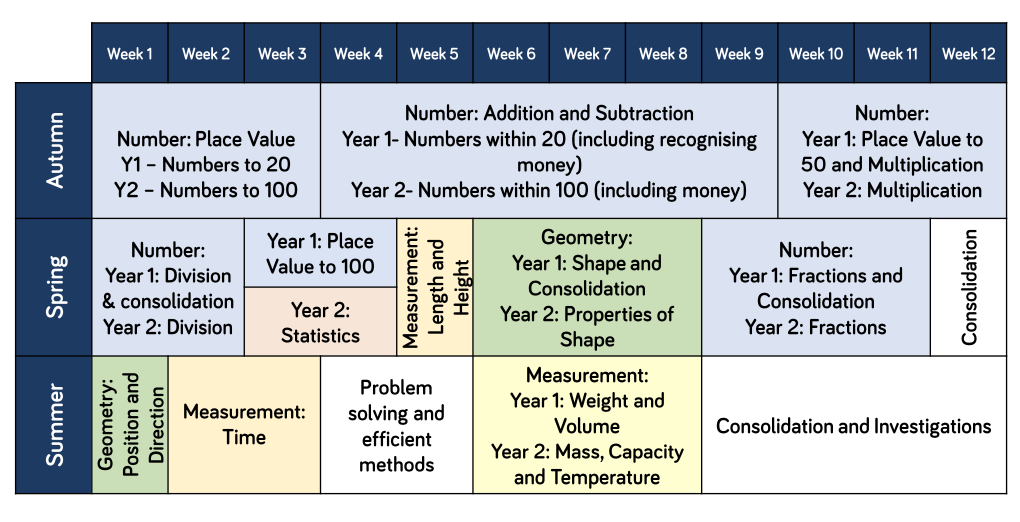 Week 1
Week 2
Week 3
Week 4
Week 5
Week 6
Week 7
Week 8
Week 9
Week 10
Week 11
Week 12
Autumn
Number: Place Value
Y1 – Numbers to 20
Y2 – Numbers to 100
Number: Addition and Subtraction
Year 1- Numbers within 20 (including recognising
money)
Year 2- Numbers within 100 (including money)
Number:
Year 1: Place Value to
50 and Multiplication
Year 2: Multiplication
Spring
Number:
Year 1: Division
& consolidation
Year 2: Division
Year 1: Place
Value to 100
Year 2:
Statistics
Measurement:
Length and
Height
Geometry:
Year 1: Shape and
Consolidation
Year 2: Properties of
Shape
Number:
Year 1: Fractions and
Consolidation
Year 2: Fractions
Consolidation
Summer
Geometry:
Position and
Direction
Measurement:
Time
Problem
solving and
efficient
methods
Measurement:
Year 1: Weight and
Volume
Year 2: Mass, Capacity
and Temperature
Consolidation and Investigations